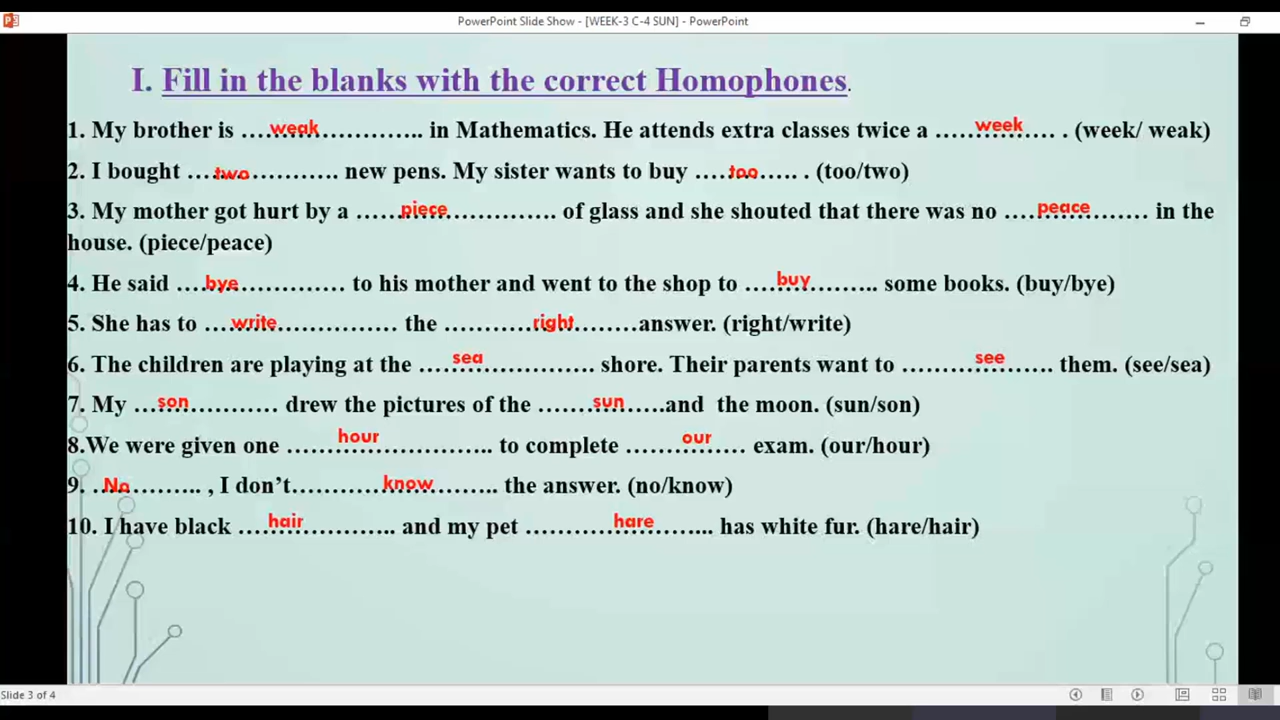 PowerPoint Slide Show - [WEEK-3 C-4 SUN] - PowerPoint
I. Fill in the blanks with the correct Homophones.
1. My brother is ….weak………….. in Mathematics. He attends extra classes twice a ….week…. . (week/ weak)
2. I bought ….two………. new pens. My sister wants to buy ….too….. . (too/two)
3. My mother got hurt by a ……piece…………. of glass and she shouted that there was no ….peace……… in the
house. (piece/peace)
4. He said ….bye………… to his mother and went to the shop to ….buy…….. some books. (buy/bye)
5. She has to ….write………… the ………right………answer. (right/write)
6. The children are playing at the ….sea………… shore. Their parents want to ………see……. them. (see/sea)
7. My ….son………. drew the pictures of the ……sun…..and the moon. (sun/son)
8.We were given one ……hour……….. to complete ……our…… exam. (our/hour)
9. ..No…….. , I don’t………know…….. the answer. (no/know)
10. I have black ….hair……….. and my pet ………hare……... has white fur. (hare/hair)
Slide 3 of 4